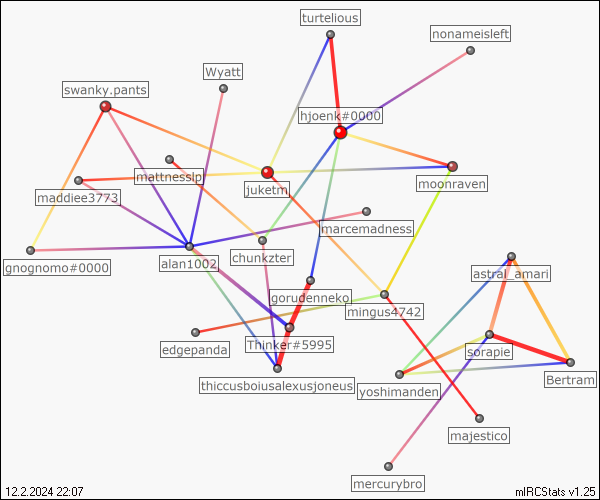 turtelious
nonameisleft
Wyatt
swanky.pants
hjoenk#0000
mattnesslp
juketm
moonraven
maddiee3773
marcemadness
gnognomo#0000
alan1002
chunkzter
astral_amari
gorudenneko
mingus4742
edgepanda
Thinker#5995
sorapie
thiccusboiusalexusjoneus
yoshimanden
Bertram
majestico
mercurybro
12.2.2024 22:07
mIRCStats v1.25